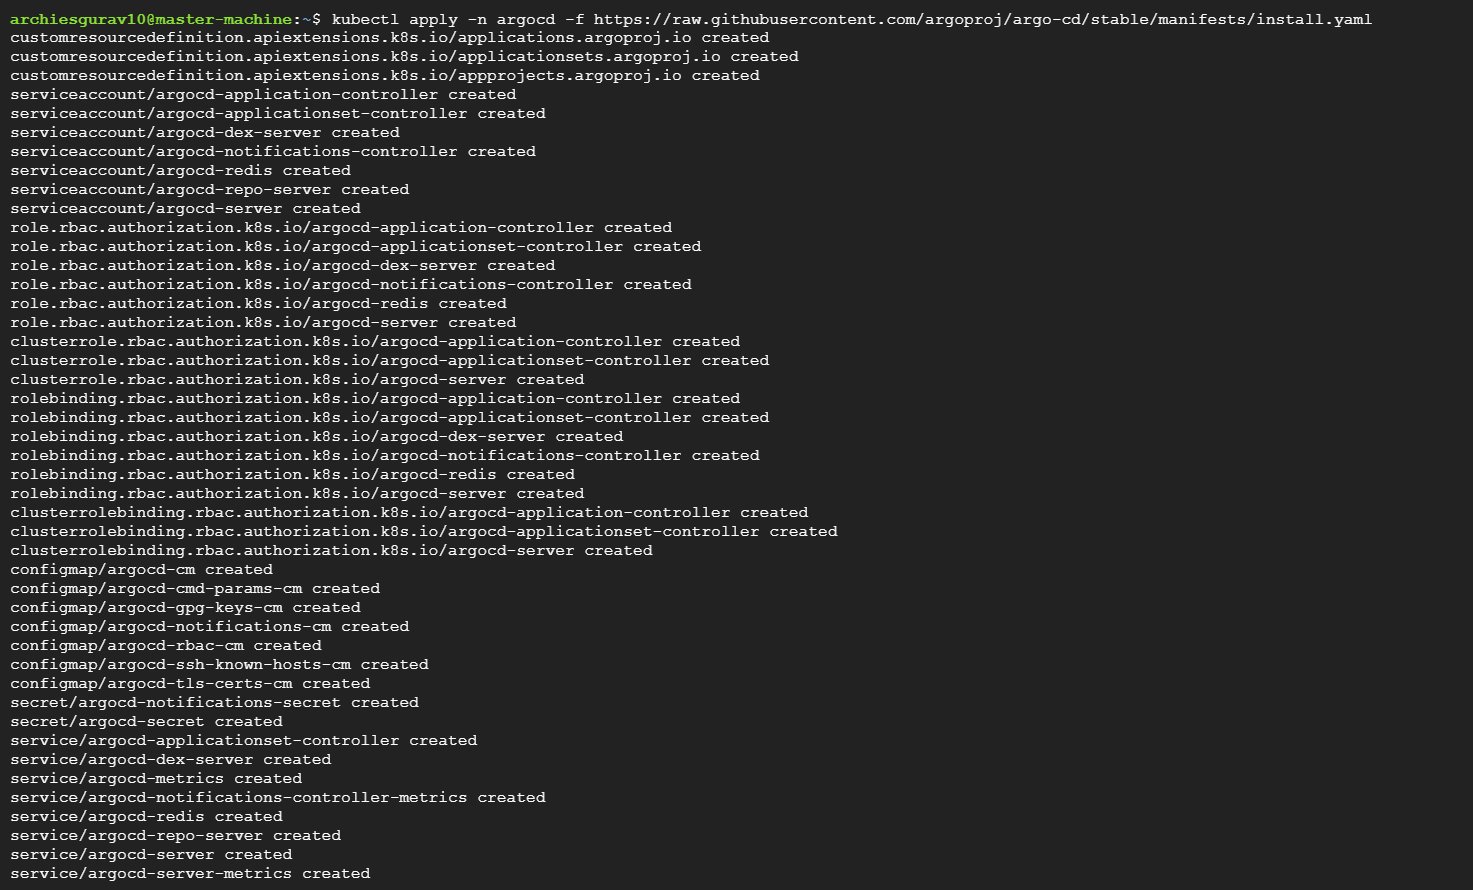 archiesgurav10@master-machine:~$ kubectl apply -n argocd -f https://raw.githubusercontent.com/argoproj/argo-cd/stable/manifests/install.yaml
customresourcedefinition.apiextensions.k8s.io/applications.argoproj.io created
customresourcedefinition.apiextensions.k8s.io/applicationsets.argoproj.io created
customresourcedefinition.apiextensions.k8s.io/appprojects.argoproj.io created
serviceaccount/argocd-application-controller created
serviceaccount/argocd-applicationset-controller created
serviceaccount/argocd-dex-server created
serviceaccount/argocd-notifications-controller created
serviceaccount/argocd-redis created
serviceaccount/argocd-repo-server created
serviceaccount/argocd-server created
role.rbac.authorization.k8s.io/argocd-application-controller created
role.rbac.authorization.k8s.io/argocd-applicationset-controller created
role.rbac.authorization.k8s.io/argocd-dex-server created
role.rbac.authorization.k8s.io/argocd-notifications-controller created
role.rbac.authorization.k8s.io/argocd-redis created
role.rbac.authorization.k8s.io/argocd-server created
clusterrole.rbac.authorization.k8s.io/argocd-application-controller created
clusterrole.rbac.authorization.k8s.io/argocd-applicationset-controller created
clusterrole.rbac.authorization.k8s.io/argocd-server created
rolebinding.rbac.authorization.k8s.io/argocd-application-controller created
rolebinding.rbac.authorization.k8s.io/argocd-applicationset-controller created
rolebinding.rbac.authorization.k8s.io/argocd-dex-server created
rolebinding.rbac.authorization.k8s.io/argocd-notifications-controller created
rolebinding.rbac.authorization.k8s.io/argocd-redis created
rolebinding.rbac.authorization.k8s.io/argocd-server created
clusterrolebinding.rbac.authorization.k8s.io/argocd-application-controller created
clusterrolebinding.rbac.authorization.k8s.io/argocd-applicationset-controller created
clusterrolebinding.rbac.authorization.k8s.io/argocd-server created
configmap/argocd-cm created
configmap/argocd-cmd-params-cm created
configmap/argocd-gpg-keys-cm created
configmap/argocd-notifications-cm created
configmap/argocd-rbac-cm created
configmap/argocd-ssh-known-hosts-cm created
configmap/argocd-tls-certs-cm created
secret/argocd-notifications-secret created
secret/argocd-secret created
service/argocd-applicationset-controller created
service/argocd-dex-server created
service/argocd-metrics created
service/argocd-notifications-controller-metrics created
service/argocd-redis created
service/argocd-repo-server created
service/argocd-server created
service/argocd-server-metrics created